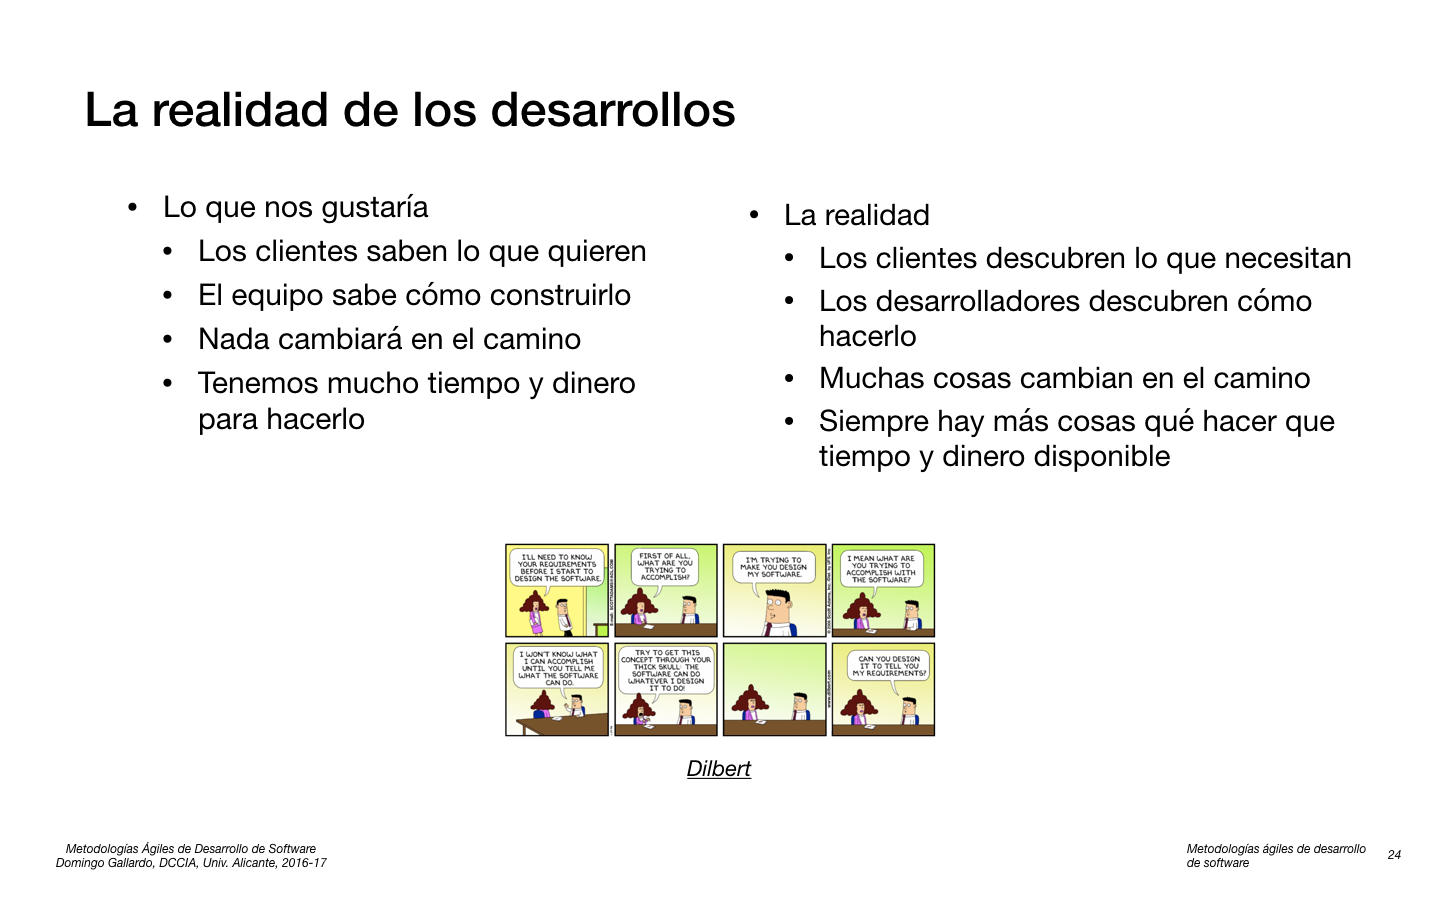 La realidad de los desarrollos
• Lo que nos gustaría
• Los clientes saben lo que quieren
• El equipo sabe cómo construirlo
• Nada cambiará en el camino
• Tenemos mucho tiempo y dinero
para hacerlo
• La realidad
• Los clientes descubren lo que necesitan
• Los desarrolladores descubren cómo
hacerlo
• Muchas cosas cambian en el camino
• Siempre hay más cosas qué hacer que
tiempo y dinero disponible
I'LL NEED TO KNOW
YOUR REQUIREMENTS
BEFORE I START TO
DESIGN THE SOFTWARE.
FIRST OF ALL,
WHAT ARE YOU
TRYING TO
ACCOMPLISH?
I'M TRYING TO
MAKE YOU DESIGN
MY SOFTWARE.
I MEAN WHAT ARE
YOU TRYING TO
ACCOMPLISH WITH
THE SOFTWARE?
I WON'T KNOW WHAT
I CAN ACCOMPLISH
UNTIL YOU TELL ME
WHAT THE SOFTWARE
CAN DO.
TRY TO GET THIS
CONCEPT THROUGH YOUR
THICK SKULL: THE
SOFTWARE CAN DO
WHATEVER I DESIGN
IT TO DO!
www.dilbert.com
CAN YOU DESIGN
IT TO TELL YOU
MY REQUIREMENTS?
Dilbert
Metodologías Ágiles de Desarrollo de Software
Domingo Gallardo, DCCIA, Univ. Alicante, 2016-17
Metodologías ágiles de desarrollo
de software
24